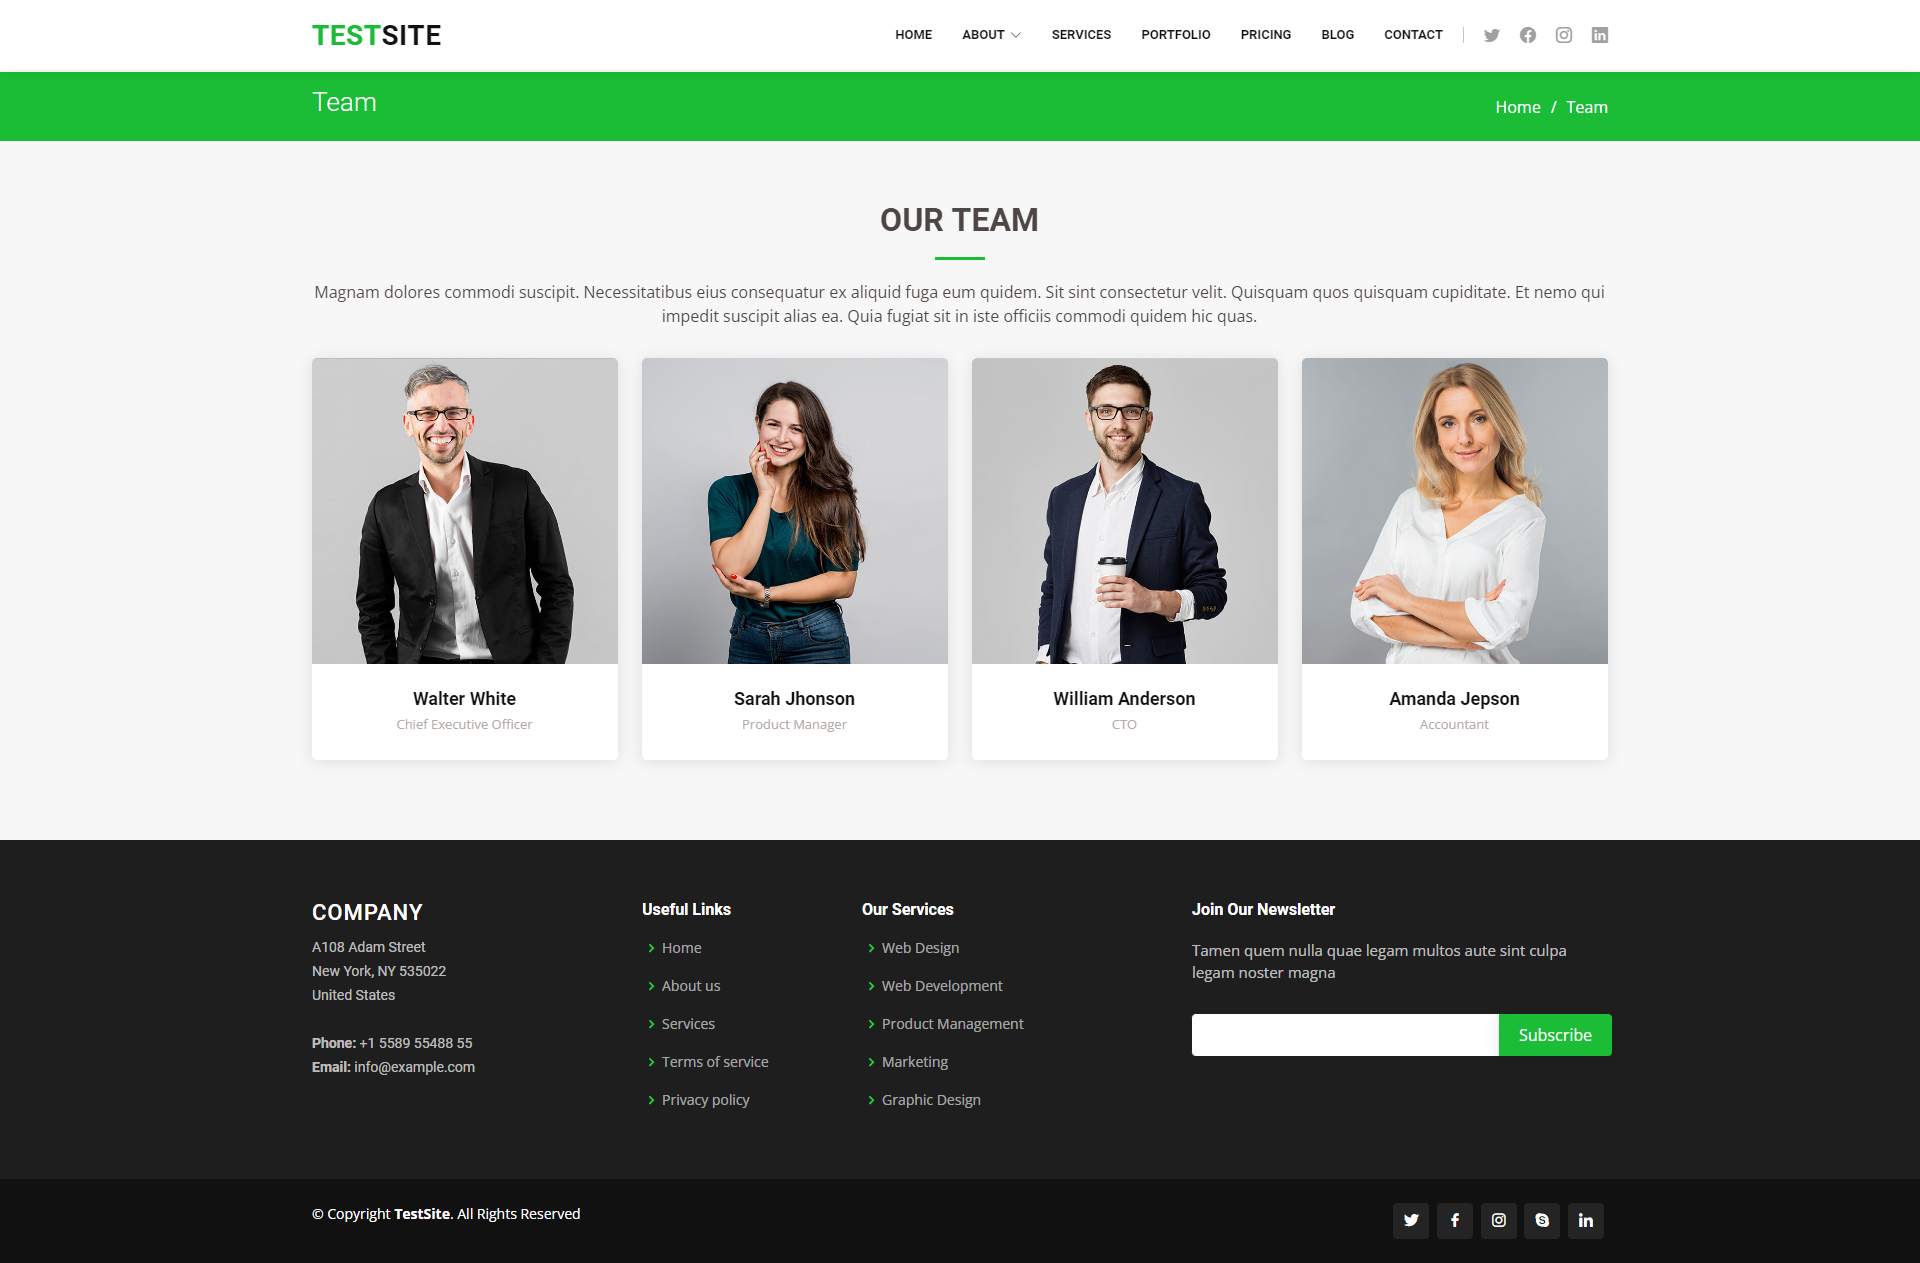 TESTSITE
HOME ABOUT SERVICES PORTFOLIO PRICING BLOG CONTACT
Team
Home / Team
OUR TEAM
Magnam dolores commodi suscipit. Necessitatibus eius consequatur ex aliquid fuga eum quidem. Sit sint consectetur velit. Quisquam quos quisquam cupiditate. Et nemo qui
impedit suscipit alias ea. Quia fugiat sit in iste officiis commodi quidem hic quas.
Walter White
Chief Executive Officer
Sarah Jhonson
Product Manager
William Anderson
CTO
Amanda Jepson
Accountant
COMPANY
A108 Adam Street
New York, NY 535022
United States
Phone: +1 5589 55488 55
Email: info@example.com
Useful Links
Home
About us
Services
Terms of service
Privacy policy
Our Services
Web Design
Web Development
Product Management
Marketing
Graphic Design
Join Our Newsletter
Tamen quem nulla quae legam multos aute sint culpa
legam noster magna
Subscribe
© Copyright TestSite. All Rights Reserved